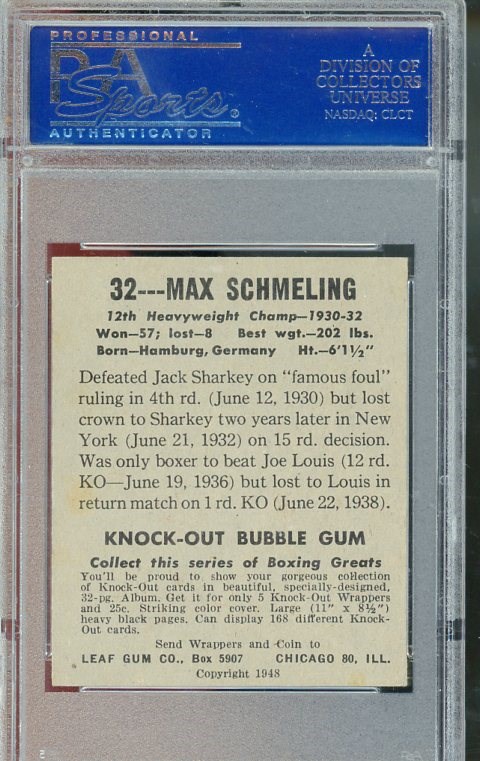 PROFESSIONAL
PSA
Sports
AUTHENTICATOR
A
DIVISION OF
COLLECTORS
UNIVERSE
NASDAQ: CLCT
32---MAX SCHMELING
12th Heavyweight Champ—1930-32
Won—57; lost—8 Best wgt.—202 lbs.
Born—Hamburg, Germany Ht.—6'1½"
Defeated Jack Sharkey on "famous foul"
ruling in 4th rd. (June 12, 1930) but lost
crown to Sharkey two years later in New
York (June 21, 1932) on 15 rd. decision.
Was only boxer to beat Joe Louis (12 rd.
KO—June 19, 1936) but lost to Louis in
return match on 1 rd. KO (June 22, 1938).
KNOCK-OUT BUBBLE GUM
Collect this series of Boxing Greats
You'll be proud to show your gorgeous collection
of Knock-Out cards in beautiful, specially-designed,
32-pg. Album. Get it for only 5 Knock-Out Wrappers
and 25c. Striking color cover. Large (11" x 8½")
heavy black pages. Can display 168 different Knock-
Out cards.
Send Wrappers and Coin to
LEAF GUM CO., Box 5907 CHICAGO 80, ILL.
Copyright 1948